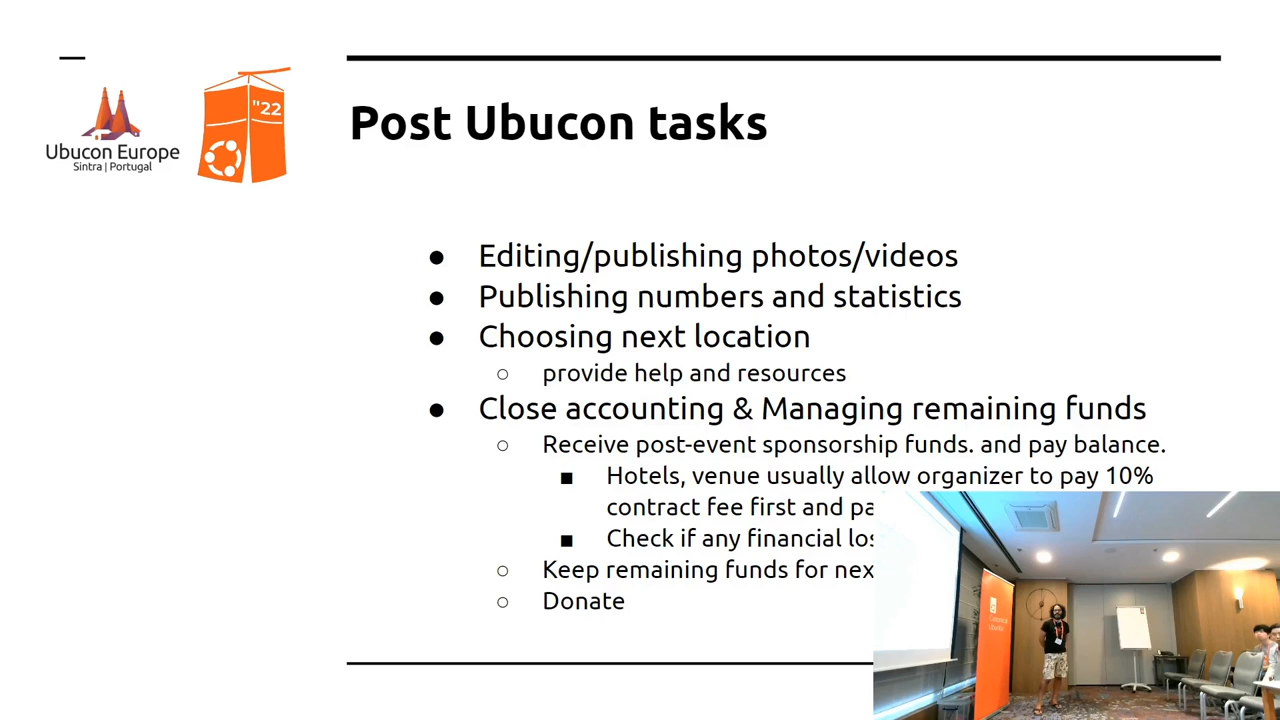 "22
Ubucon Europe
Sintra | Portugal
Post Ubucon tasks
● Editing/publishing photos/videos
● Publishing numbers and statistics
● Choosing next location
○ provide help and resources
● Close accounting & Managing remaining funds
○ Receive post-event sponsorship funds. and pay balance.
■ Hotels, venue usually allow organizer to pay 10%
contract fee first and
■ Check if any financial
○ Keep remaining funds for
○ Donate
Canonical
Ubuntu